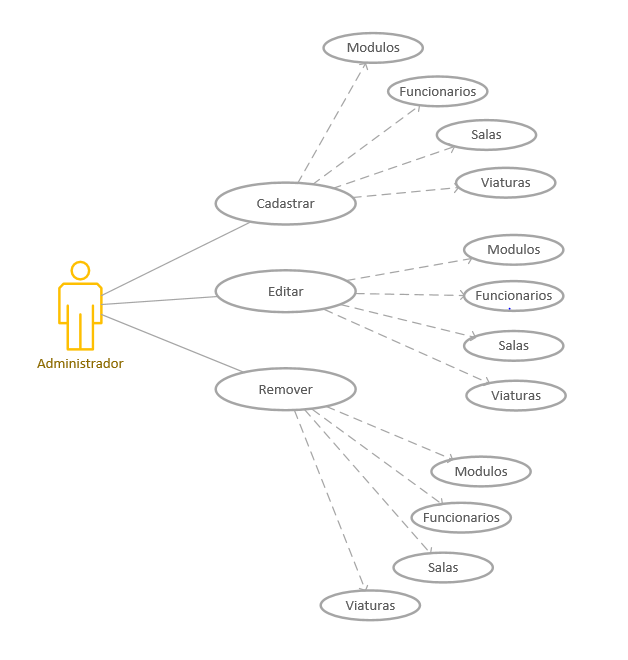 Modulos
Funcionarios
Salas
Viaturas
Cadastrar
Modulos
Editar
Funcionarios
Salas
Administrador
Remover
Viaturas
Modulos
Funcionarios
Salas
Viaturas